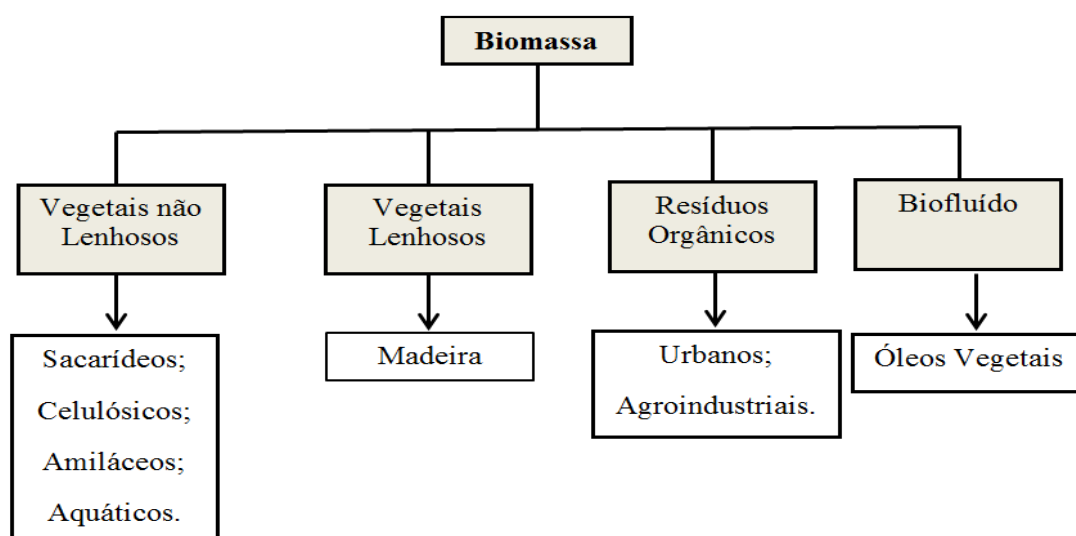 Biomassa
Vegetais não
Lenhosos
Vegetais
Lenhosos
Resíduos
Orgânicos
Biofluído
Sacarídeos;
Celulósicos;
Amiláceos;
Aquáticos.
Madeira
Urbanos;
Agroindustriais.
Óleos Vegetais